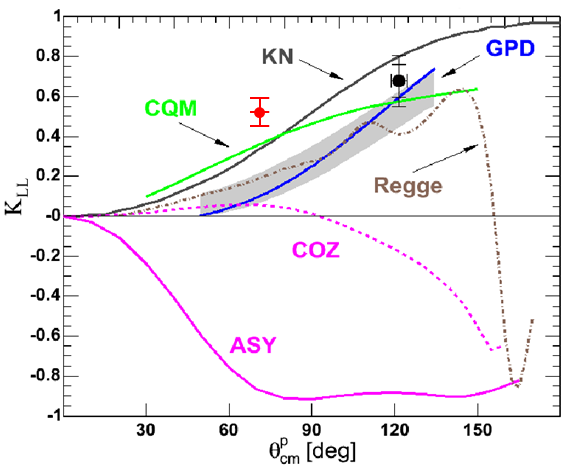 1
0.8
0.6
0.4
0.2
-0
-0.2
-0.4
-0.6
-0.8
-1
K_LL
KN
GPD
CQM
Regge
COZ
ASY
30 60 90 120 150
θ^p_cm [deg]